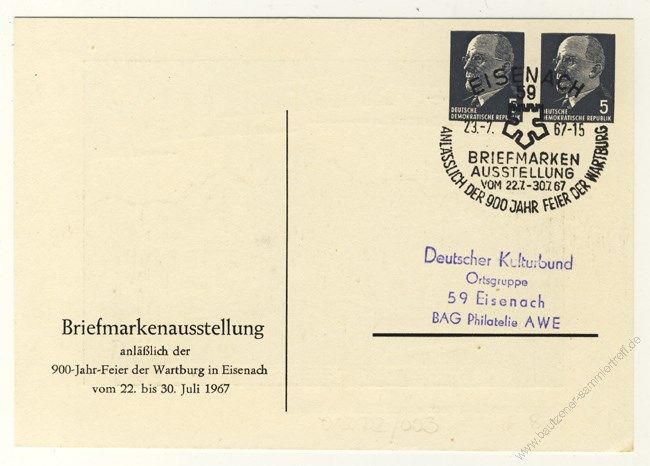 DEUTSCHE
DEMOKRATISCHE REPUBLIK
5
DEUTSCHE
DEMOKRATISCHE REPUBLIK
5
EISENACH
59
23.-7. 67-15
BRIEFMARKEN
AUSSTELLUNG
VOM 22.7.-30.7.67
ANLÄSSLICH DER 900 JAHR FEIER DER WARTBURG
Deutscher Kulturbund
Ortsgruppe
59 Eisenach
BAG Philatelie AWE
Briefmarkenausstellung
anläßlich der
900-Jahr-Feier der Wartburg in Eisenach
vom 22. bis 30. Juli 1967
www.bautzener-sammlertreff.de